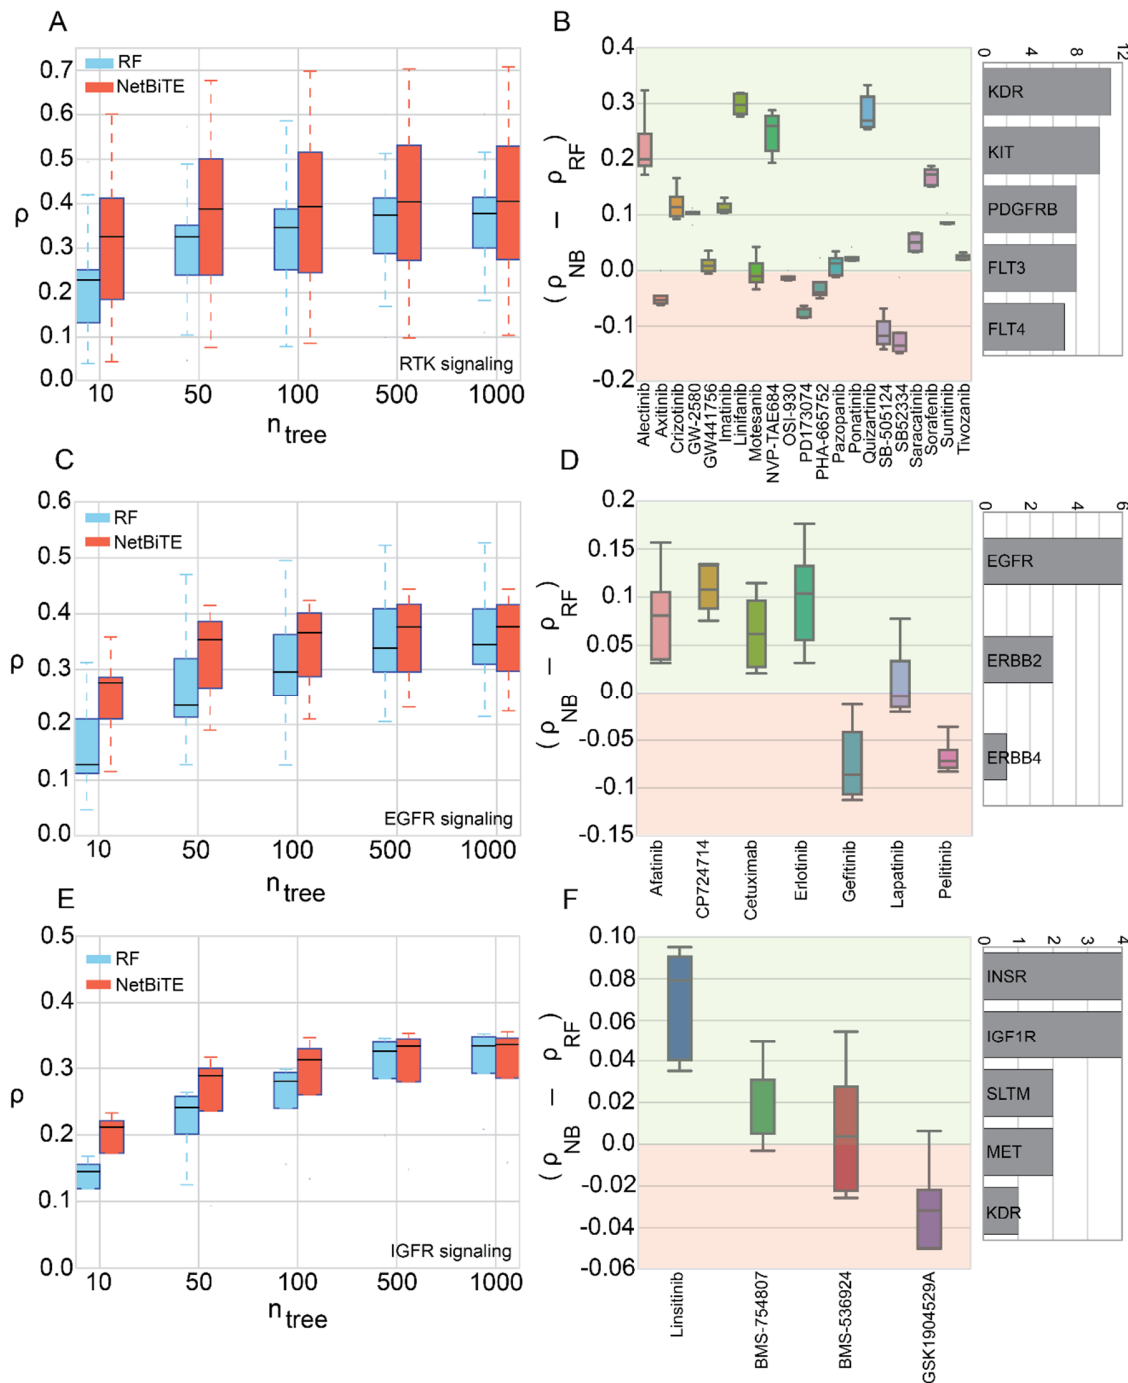 A
RF
NetBiTE
0.7
0.6
0.5
0.4
0.3
0.2
0.1
0.0
ρ
RTK signaling
10 50 100 500 1000
n_tree
B
0.4
0.3
0.2
0.1
0.0
-0.1
-0.2
(ρ_NB − ρ_RF)
Alectinib
Axitinib
Crizotinib
GW-2580
GW441756
Imatinib
Linifanib
Motesanib
NVP-TAE684
OSI-930
PD173074
PHA-665752
Pazopanib
Ponatinib
Quizartinib
SB-505124
SB52334
Saracatinib
Sorafenib
Sunitinib
Tivozanib
0 4 8 12
KDR
KIT
PDGFRB
FLT3
FLT4
C
RF
NetBiTE
0.6
0.5
0.4
0.3
0.2
0.1
0.0
ρ
EGFR signaling
10 50 100 500 1000
n_tree
D
0.2
0.15
0.1
0.05
0.0
-0.05
-0.1
-0.15
(ρ_NB − ρ_RF)
Afatinib
CP724714
Cetuximab
Erlotinib
Gefitinib
Lapatinib
Pelitinib
0 2 4 6
EGFR
ERBB2
ERBB4
E
RF
NetBiTE
0.5
0.4
0.3
0.2
0.1
0.0
ρ
IGFR signaling
10 50 100 500 1000
n_tree
F
0.10
0.08
0.06
0.04
0.02
0.0
-0.02
-0.04
-0.06
(ρ_NB − ρ_RF)
Linsitinib
BMS-754807
BMS-536924
GSK1904529A
0 1 2 3 4
INSR
IGF1R
SLTM
MET
KDR